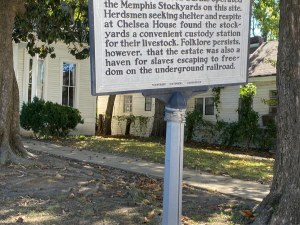 the Memphis Stockyards on this site.
Herdsmen seeking shelter and respite
at Chelsea House found the stock-
yards a convenient custody station
for their livestock. Folklore persists,
however, that the estate was also a
haven for slaves escaping to free-
dom on the underground railroad.